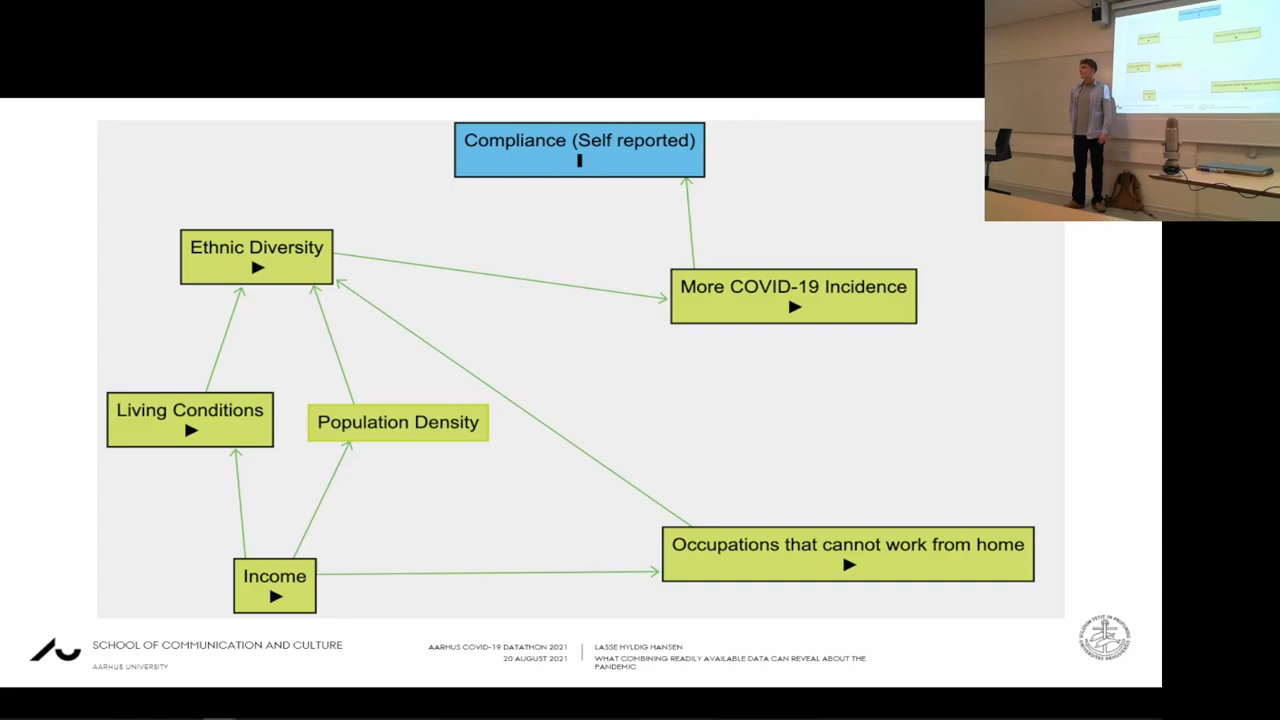 Compliance (Self reported)
Ethnic Diversity
More COVID-19 Incidence
Living Conditions
Population Density
Occupations that cannot work from home
Income
SCHOOL OF COMMUNICATION AND CULTURE
AARHUS UNIVERSITY
AARHUS COVID-19 DATATHON 2021
20 AUGUST 2021
LASSE HYLDIG HANSEN
WHAT COMBINING READILY AVAILABLE DATA CAN REVEAL ABOUT THE
PANDEMIC